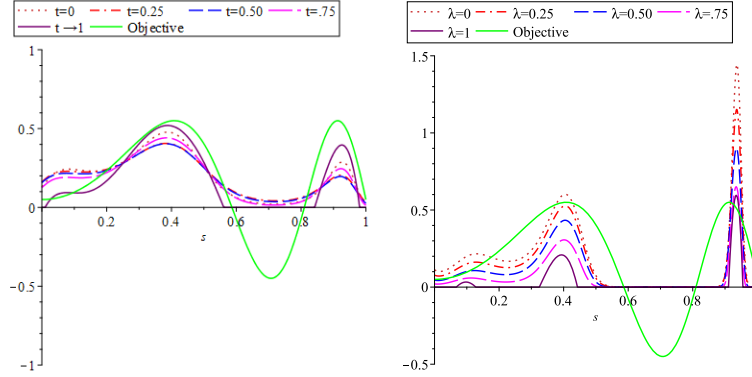 t=0 t=0.25 t=0.50 t=.75
t →1 Objective
1
0.5
0
0.2 0.4 0.6 0.8 1
s
−0.5
−1
λ=0 λ=0.25 λ=0.50 λ=.75
λ=1 Objective
1.5
1
0.5
0
0.2 0.4 0.6 0.8
s
−0.5